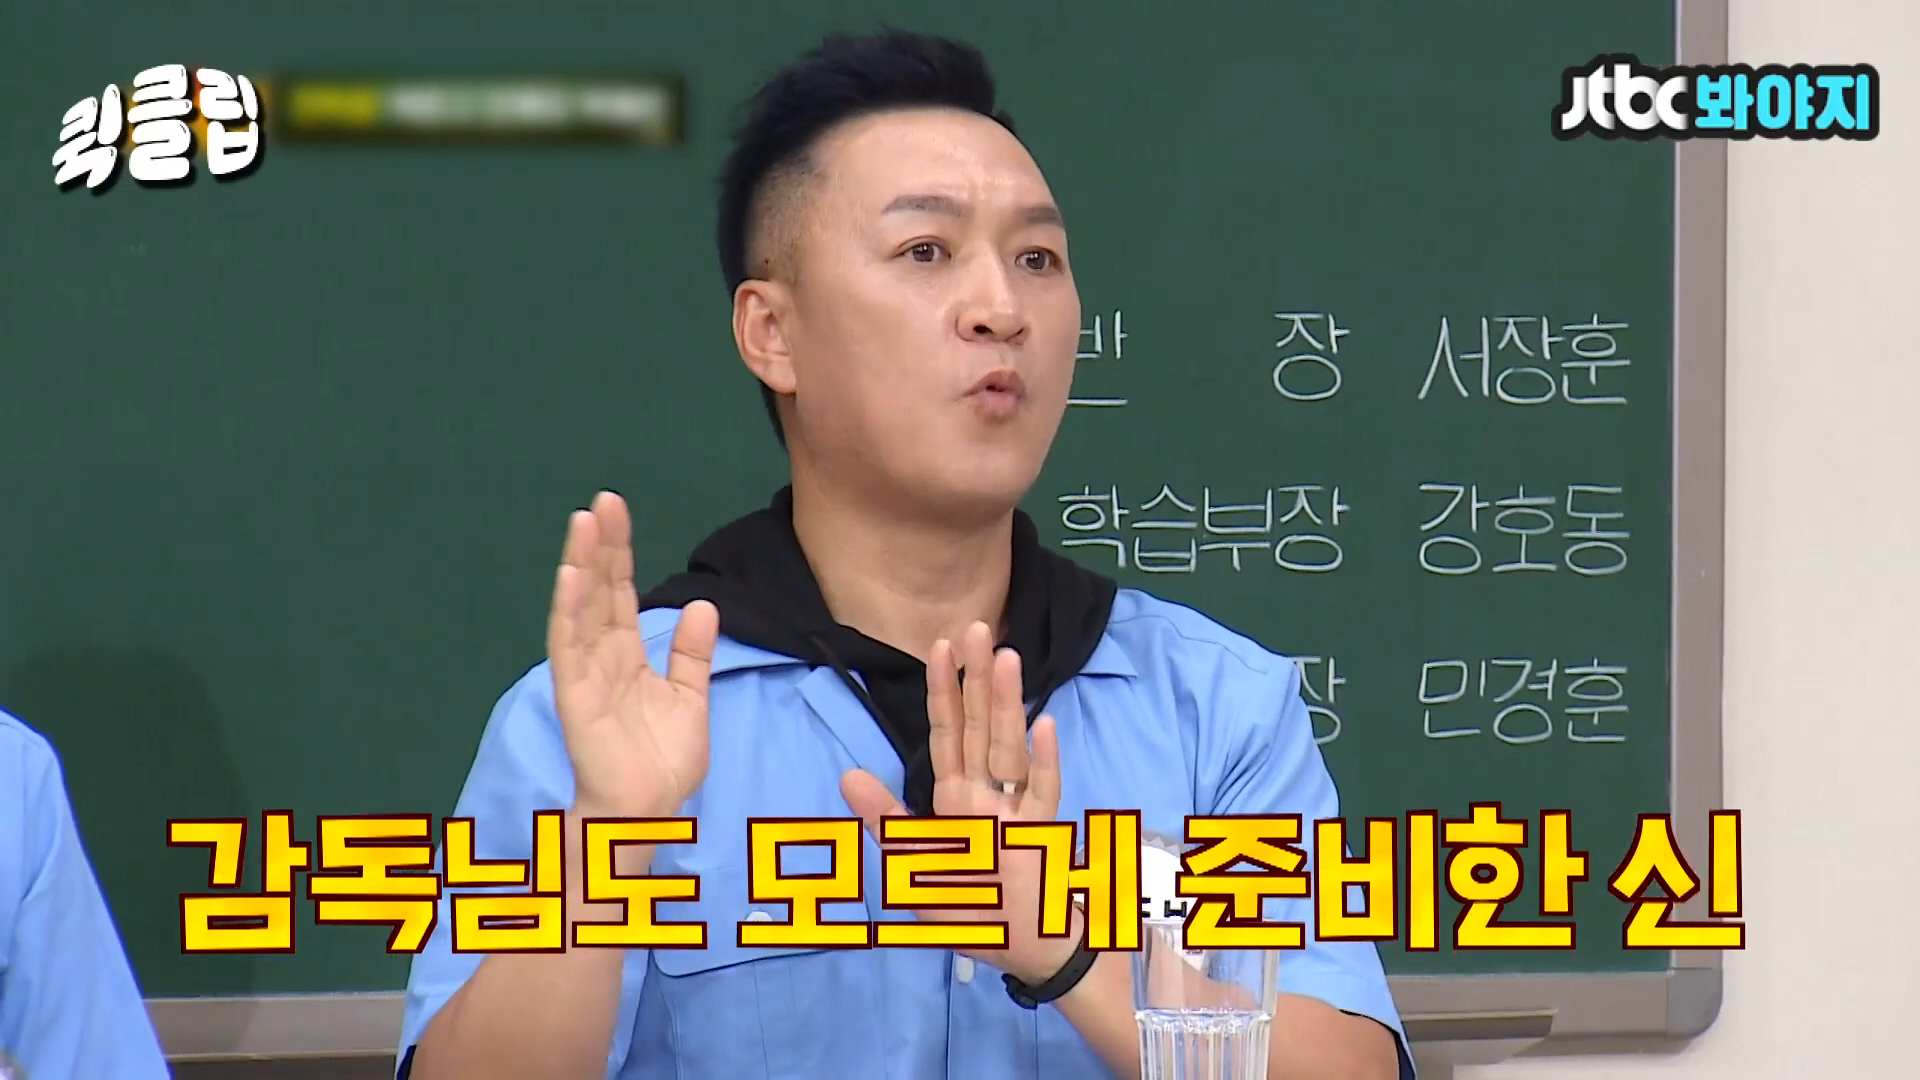 퀵클립
jtbc 봐야지
반 장 서장훈
학습부장 강호동
장 민경훈
감독님도 모르게 준비한 신